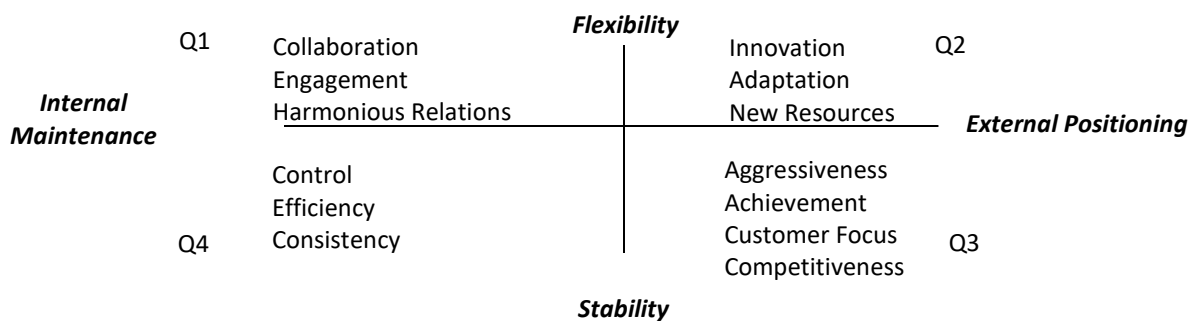 Flexibility
Q1
Collaboration
Engagement
Harmonious Relations
Innovation
Adaptation
New Resources
Q2
Internal
Maintenance
External Positioning
Control
Efficiency
Consistency
Q4
Aggressiveness
Achievement
Customer Focus
Competitiveness
Q3
Stability